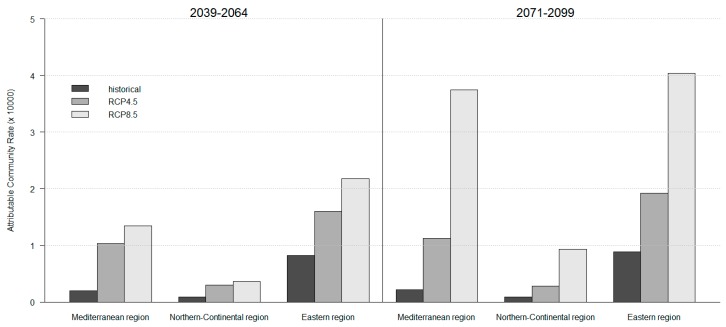 2039-2064 2071-2099
Attributable Community Rate (x 10000)
5
4
3
2
1
0
historical
RCP4.5
RCP8.5
Mediterranean region Northern-Continental region Eastern region Mediterranean region Northern-Continental region Eastern region